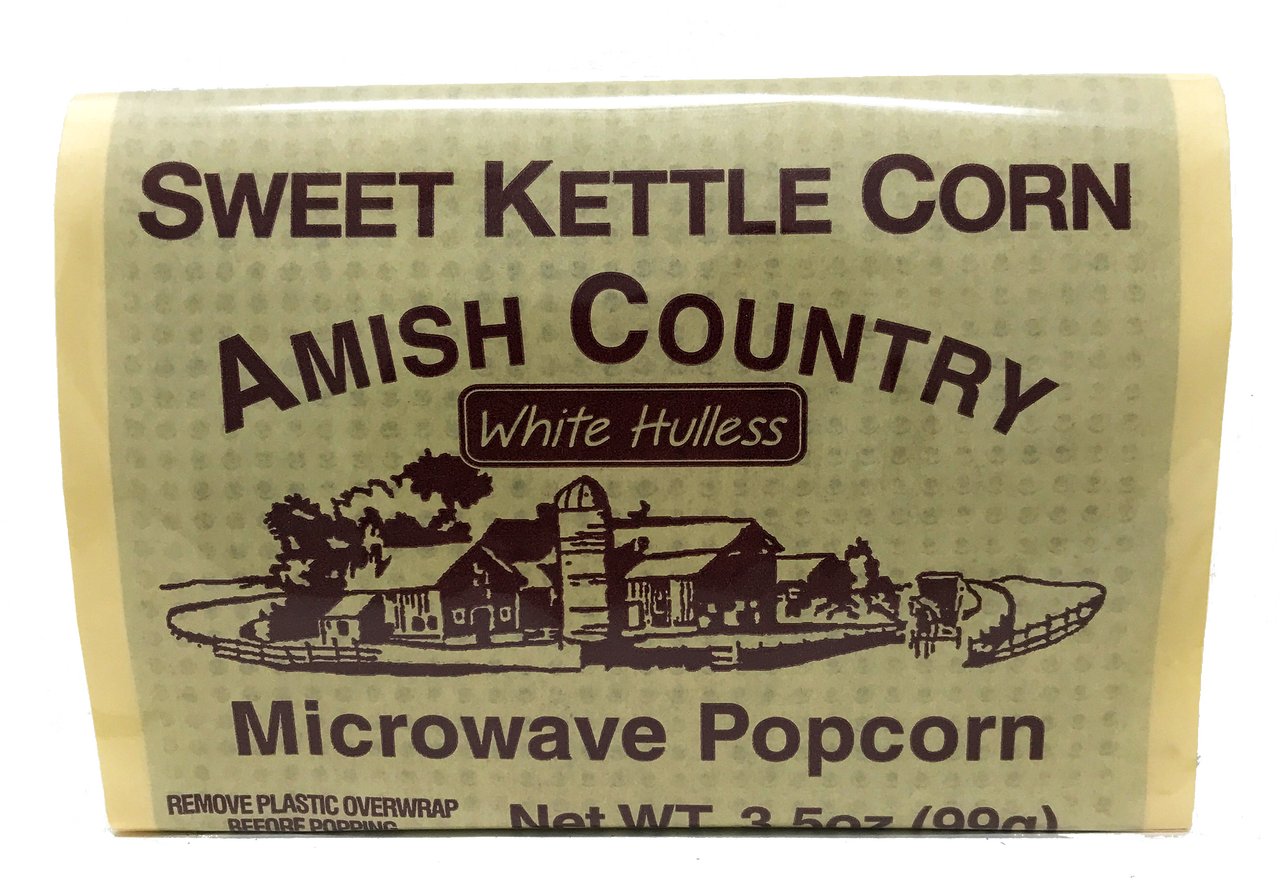 SWEET KETTLE CORN
AMISH COUNTRY
White Hulless
Microwave Popcorn
REMOVE PLASTIC OVERWRAP
BEFORE POPPING
Net WT. 3.5oz (99g)